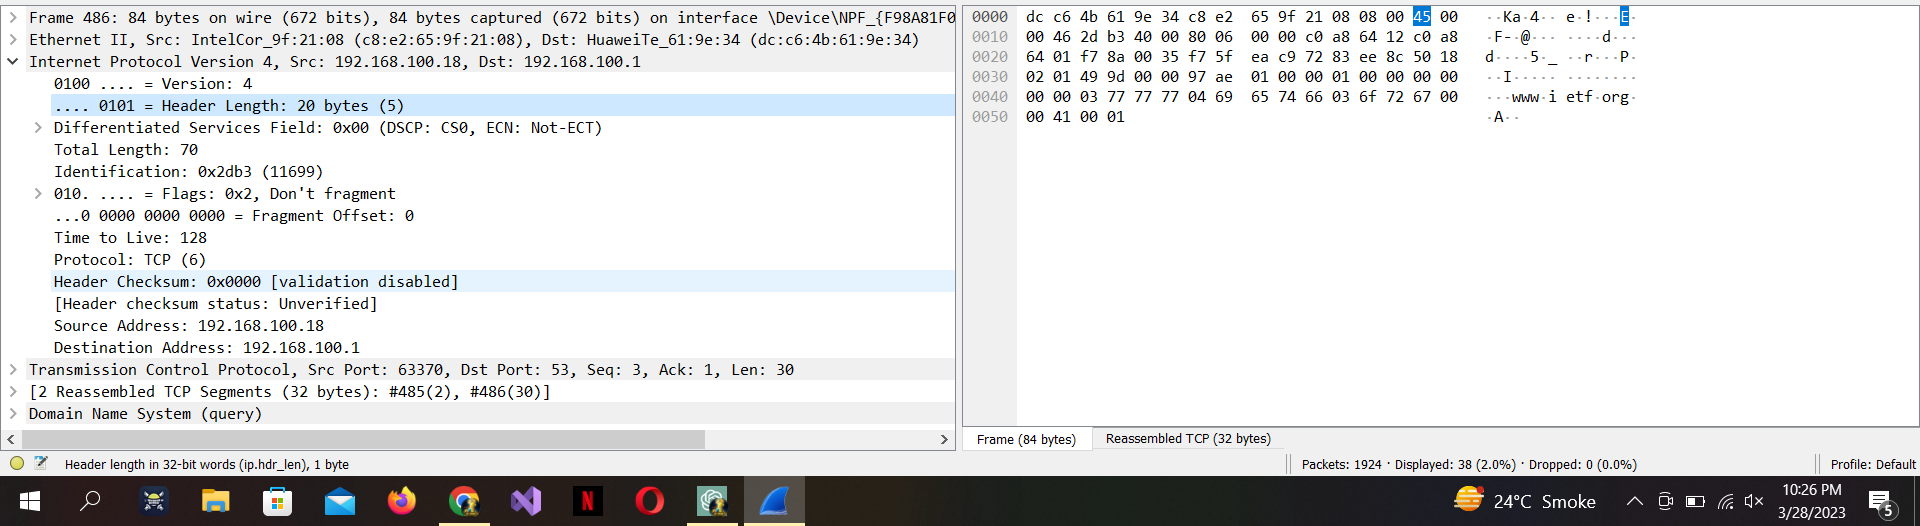 Frame 486: 84 bytes on wire (672 bits), 84 bytes captured (672 bits) on interface \Device\NPF_{F98A81F0
Ethernet II, Src: IntelCor_9f:21:08 (c8:e2:65:9f:21:08), Dst: HuaweiTe_61:9e:34 (dc:c6:4b:61:9e:34)
Internet Protocol Version 4, Src: 192.168.100.18, Dst: 192.168.100.1
0100 .... = Version: 4
.... 0101 = Header Length: 20 bytes (5)
Differentiated Services Field: 0x00 (DSCP: CS0, ECN: Not-ECT)
Total Length: 70
Identification: 0x2db3 (11699)
010. .... = Flags: 0x2, Don't fragment
...0 0000 0000 0000 = Fragment Offset: 0
Time to Live: 128
Protocol: TCP (6)
Header Checksum: 0x0000 [validation disabled]
[Header checksum status: Unverified]
Source Address: 192.168.100.18
Destination Address: 192.168.100.1
Transmission Control Protocol, Src Port: 63370, Dst Port: 53, Seq: 3, Ack: 1, Len: 30
[2 Reassembled TCP Segments (32 bytes): #485(2), #486(30)]
Domain Name System (query)
0000 dc c6 4b 61 9e 34 c8 e2 65 9f 21 08 08 00 45 00 ··Ka·4·· e·!···E·
0010 00 46 2d b3 40 00 80 06 00 00 c0 a8 64 12 c0 a8 ·F-·@··· ····d···
0020 64 01 f7 8a 00 35 f7 5f ea c9 72 83 ee 8c 50 18 d····5·_ ··r···P·
0030 02 01 49 9d 00 00 97 ae 01 00 00 01 00 00 00 00 ··I····· ········
0040 00 00 03 77 77 77 04 69 65 74 66 03 6f 72 67 00 ···www·i etf·org·
0050 00 41 00 01 ·A··
Frame (84 bytes) Reassembled TCP (32 bytes)
Header length in 32-bit words (ip.hdr_len), 1 byte Packets: 1924 · Displayed: 38 (2.0%) · Dropped: 0 (0.0%) Profile: Default
24°C Smoke
10:26 PM
3/28/2023
5